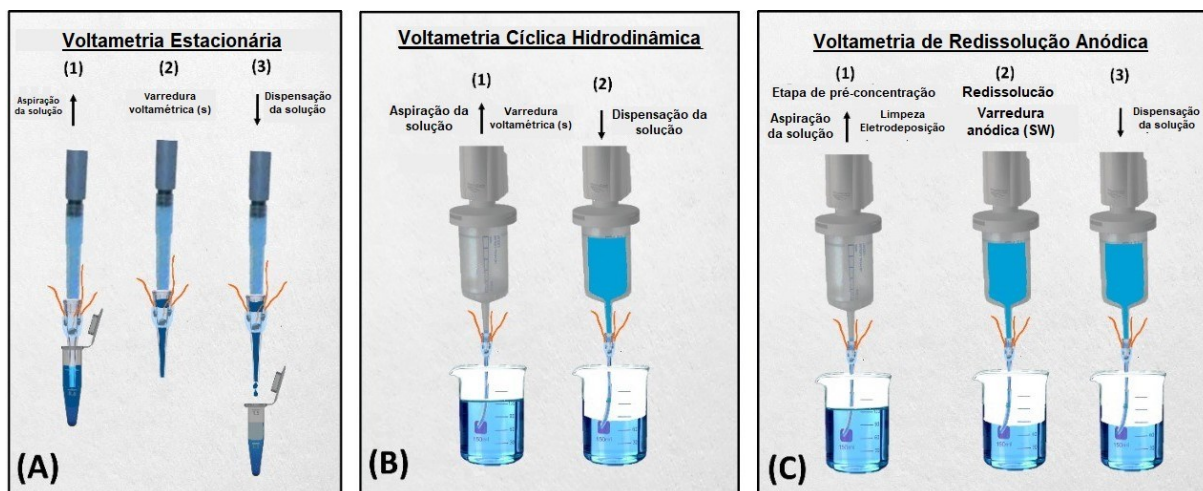 Voltametria Estacionária
(1)
Aspiração
da solução
(2)
Varredura
voltamétrica (s)
(3)
Dispensação
da solução
(A)
Voltametria Cíclica Hidrodinâmica
(1)
Aspiração da
solução
Varredura
voltamétrica (s)
(2)
Dispensação da
solução
(B)
Voltametria de Redissolução Anódica
(1)
Etapa de pré-concentração
Aspiração
da solução
Limpeza
Eletrodeposição
(2)
Redissolucão
Varredura
anódica (SW)
(3)
Dispensação
da solução
(C)